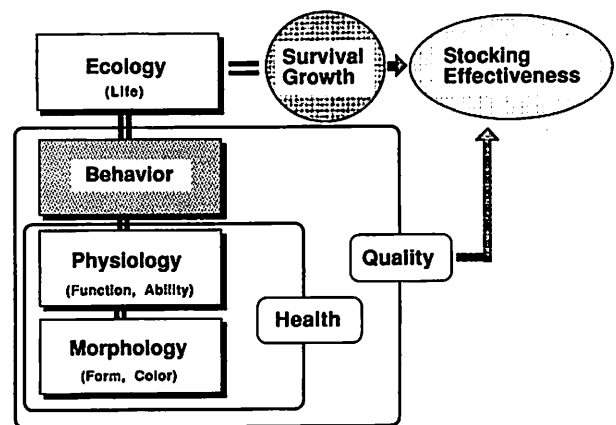 Ecology
(Life)
Survival
Growth
Stocking
Effectiveness
Behavior
Physiology
(Function, Ability)
Quality
Health
Morphology
(Form, Color)